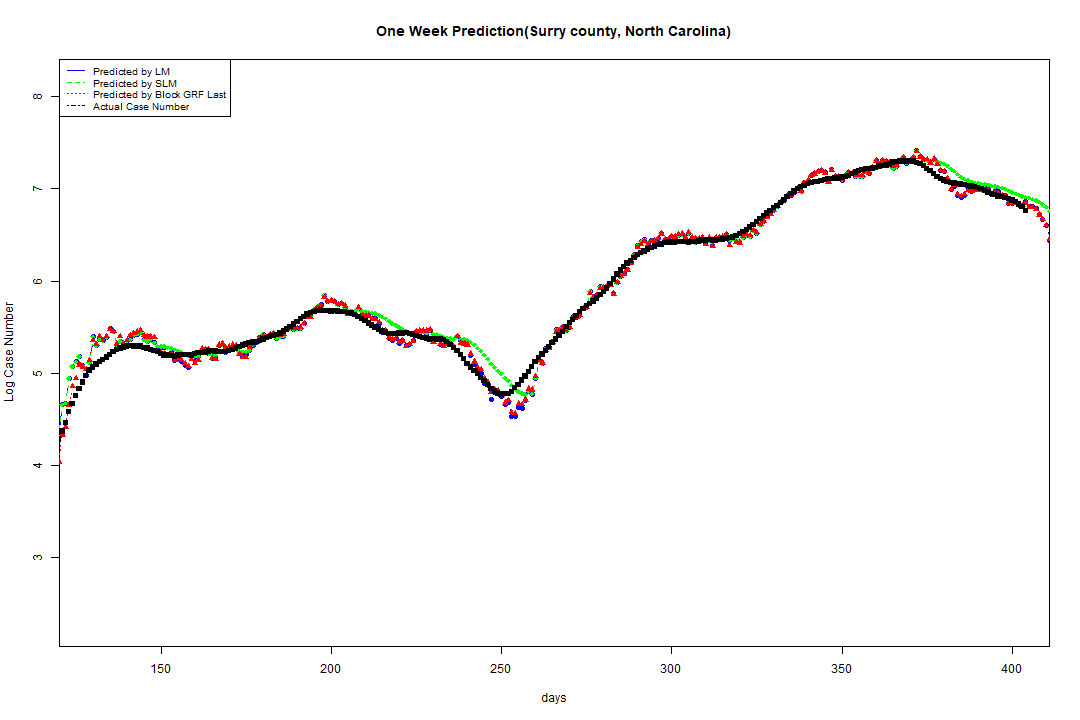 One Week Prediction(Surry county, North Carolina)
Predicted by LM
Predicted by SLM
Predicted by Block GRF Last
Actual Case Number
8
7
6
5
4
3
Log Case Number
150 200 250 300 350 400
days